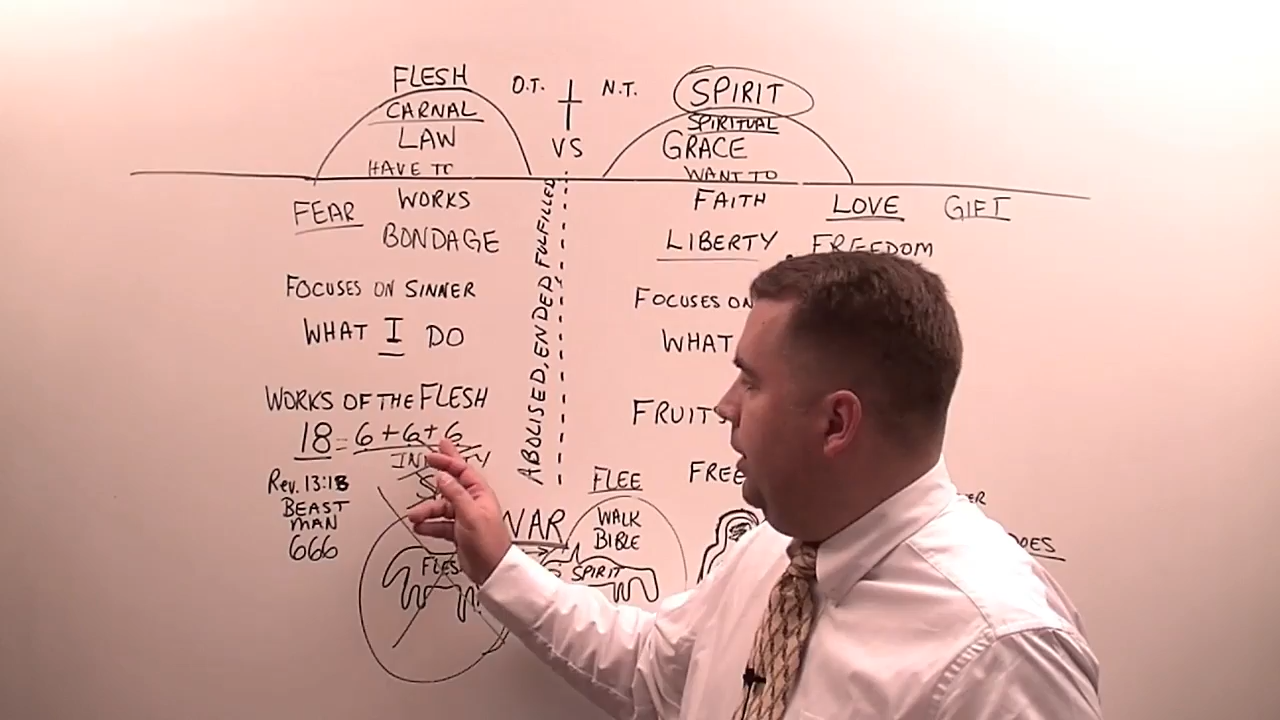 FLESH
CARNAL
LAW
HAVE TO
O.T.
N.T.
VS
SPIRIT
SPIRITUAL
GRACE
WANT TO
FEAR
WORKS
BONDAGE
FOCUSES ON SINNER
WHAT I DO
WORKS OF THE FLESH
18 = 6+6+6
Rev. 13:18
BEAST
MAN
666
ABOLISED, ENDED FULFILLED
FAITH
LOVE
GIFT
LIBERTY
FREEDOM
FOCUSES ON
WHAT
FRUITS
FREE
WAR
FLESH
FLEE
WALK
BIBLE
SPIRIT